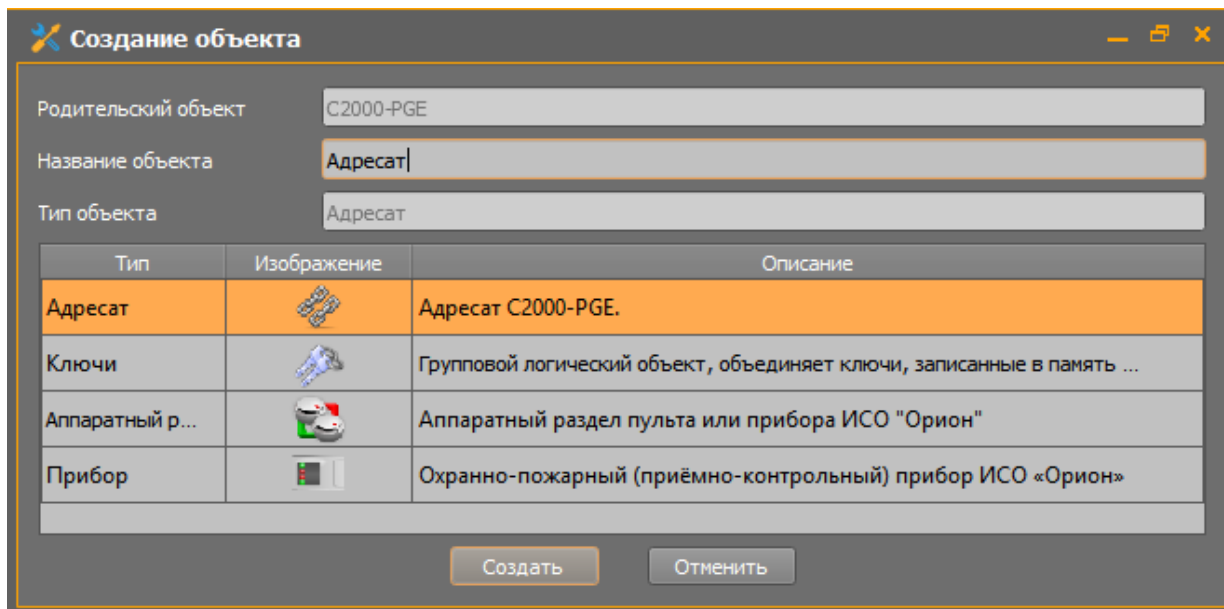 Создание объекта
Родительский объект C2000-PGE
Название объекта Адресат
Тип объекта Адресат
Тип Изображение Описание
Адресат Адресат C2000-PGE.
Ключи Групповой логический объект, объединяет ключи, записанные в память ...
Аппаратный р... Аппаратный раздел пульта или прибора ИСО "Орион"
Прибор Охранно-пожарный (приёмно-контрольный) прибор ИСО «Орион»
Создать Отменить